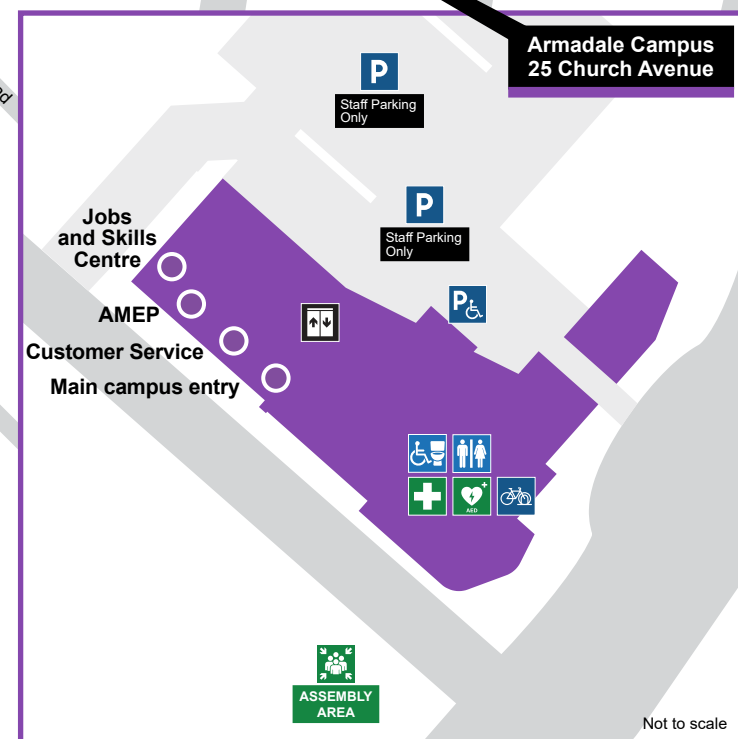 Armadale Campus
25 Church Avenue
P
Staff Parking
Only
P
Staff Parking
Only
P
Jobs
and Skills
Centre
AMEP
Customer Service
Main campus entry
AED
ASSEMBLY
AREA
Not to scale